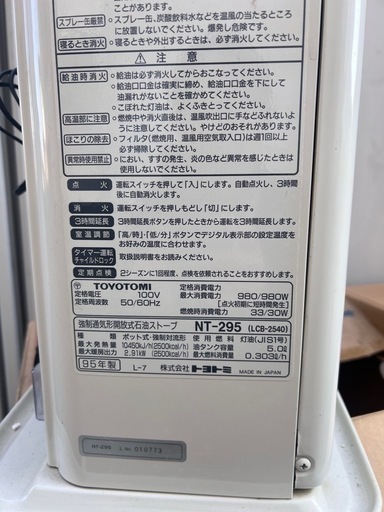 ことがあります。
スプレー缶厳禁 ●スプレー缶、炭酸飲料水などを温風の当たるところに放置しないでください。爆発し危険です。
寝るとき消火 ●寝るときや外出するときは、必ず消火してください。
⚠ 注 意
給油時消火 ●給油は必ず消火してからおこなってください。
●給油口口金は確実に締め、給油口口金を下にして
油漏れがないことを確かめてください。
●こぼれた灯油は、よくふきとってください。
高温部に注意 ●燃焼中や消火直後は、温風吹出口に手などふれないように、ご注意ください。やけどのおそれがあります。
ほこりの除去 ●フィルタ(燃焼用、温風用空気取入口)は週1回以上
必ず掃除してください。
異常時使用禁止 ●におい、すすの発生、炎の色など異常を感じたときは
使用しないでください。
点 火 運転スイッチを押して「入」にします。自動点火し、3時間
後に自動消火します。
消 火 運転スイッチを押しもどし「切」にします。
3時間延長 3時間延長ボタンを押したときから運転を3時間延長します。
室温調節 「高/時」・「低/分」ボタンでデジタル表示部の設定温度を
お好みの温度に合わせます。
タイマー運転
チャイルドロック 取扱説明書をお読みください。
定期点検 2シーズンに1回程度、点検を依頼されることがのぞましい。
TOYOTOMI
定格電圧 100V
定格周波数 50/60Hz
定格消費電力
最大消費電力 980/980W
[点火初期に短時間発生]
燃焼時消費電力 33/30W
強制通気形開放式石油ストーブ NT-295 (LCB-2540)
種類 ポット式・強制対流形
使用燃料 灯油(JIS1号)
最大発熱量 10450kJ/h{2500kcal/h}
油タンク容量 5.0ℓ
最大暖房出力 2.91kW{2500kcal/h}
最大燃料消費量 0.303ℓ/h
95年製 L-7 株式会社トヨトミ MADE IN JAPAN
NT-295 L No 010773